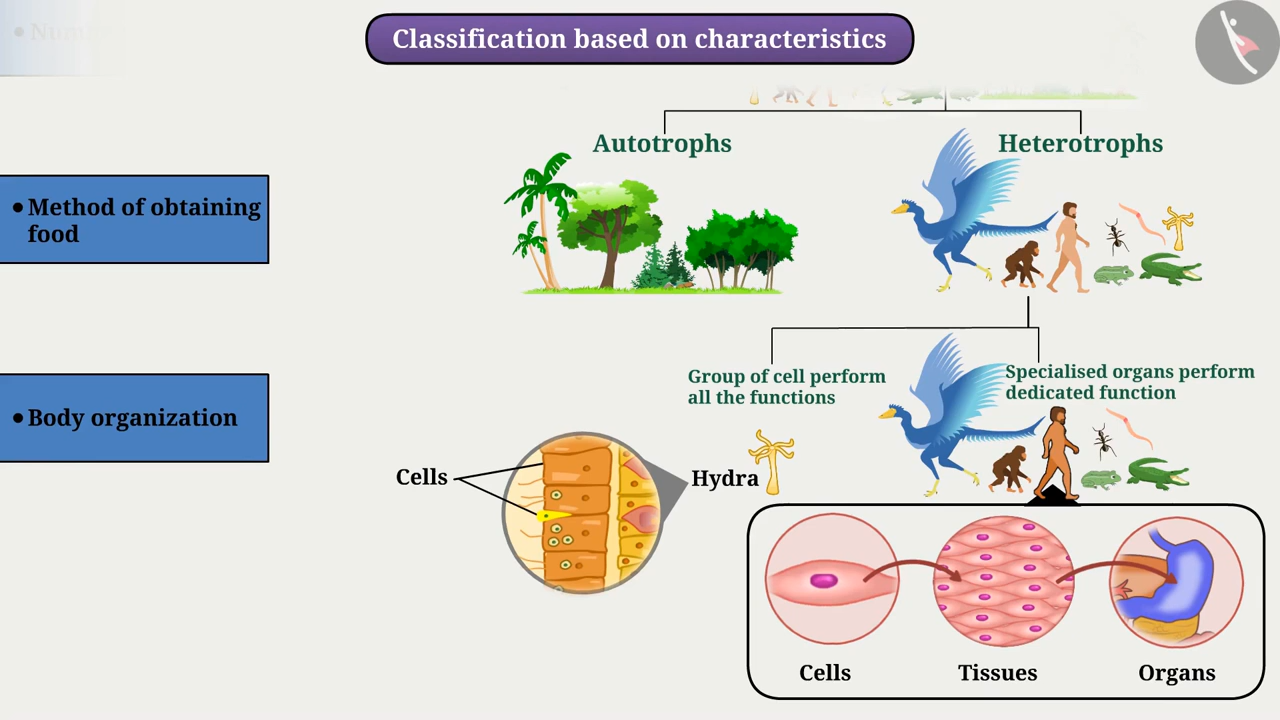 Classification based on characteristics
Autotrophs
Heterotrophs
• Method of obtaining
food
Group of cell perform
all the functions
Specialised organs perform
dedicated function
• Body organization
Cells
Hydra
Cells
Tissues
Organs